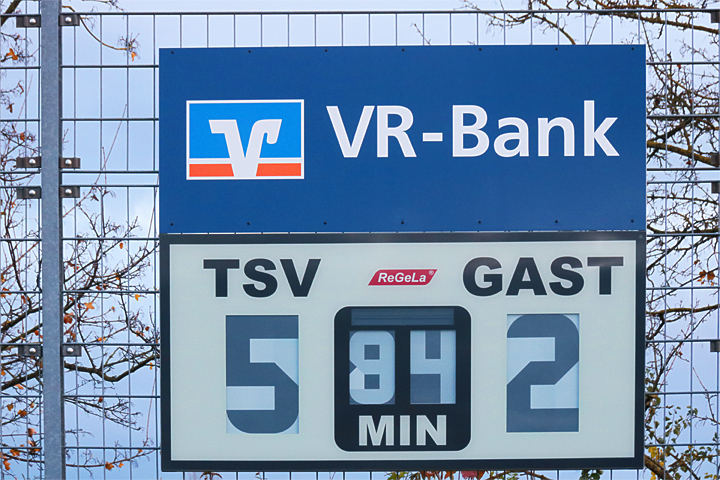 VR-Bank
TSV ReGeLa® GAST
5 84 2
MIN